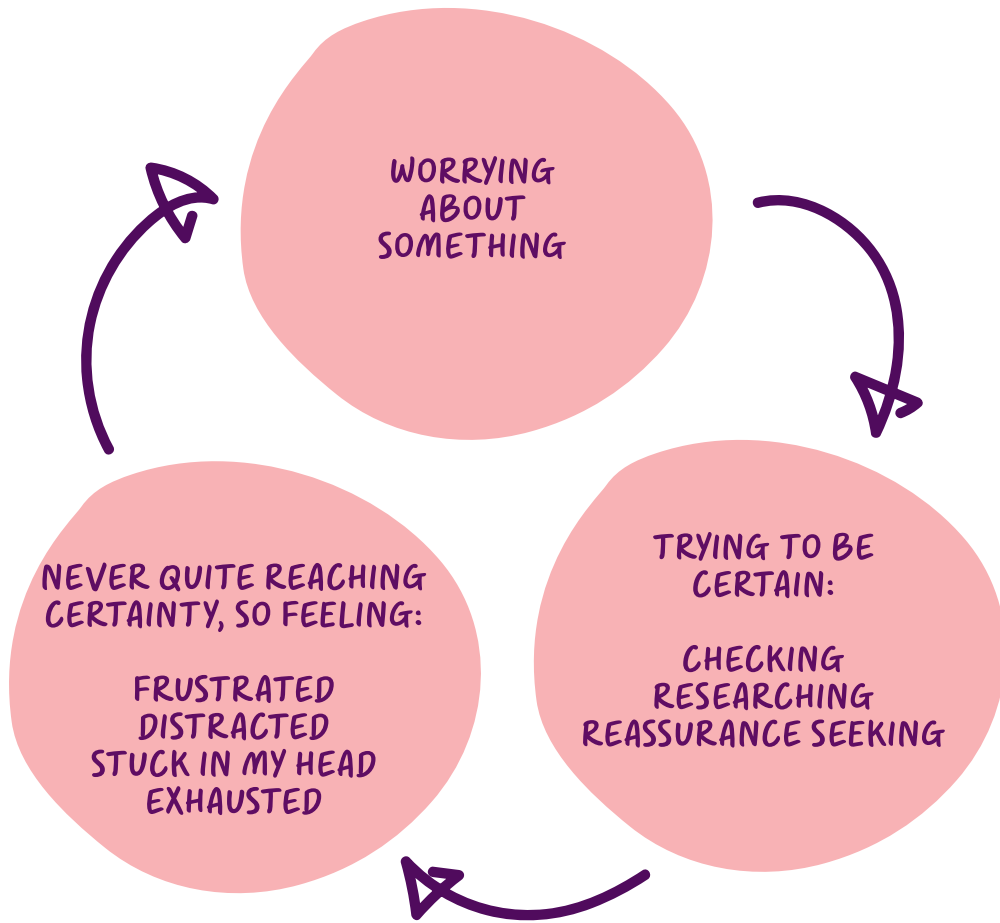 WORRYING
ABOUT
SOMETHING
TRYING TO BE
CERTAIN:
CHECKING
RESEARCHING
REASSURANCE SEEKING
NEVER QUITE REACHING
CERTAINTY, SO FEELING:
FRUSTRATED
DISTRACTED
STUCK IN MY HEAD
EXHAUSTED